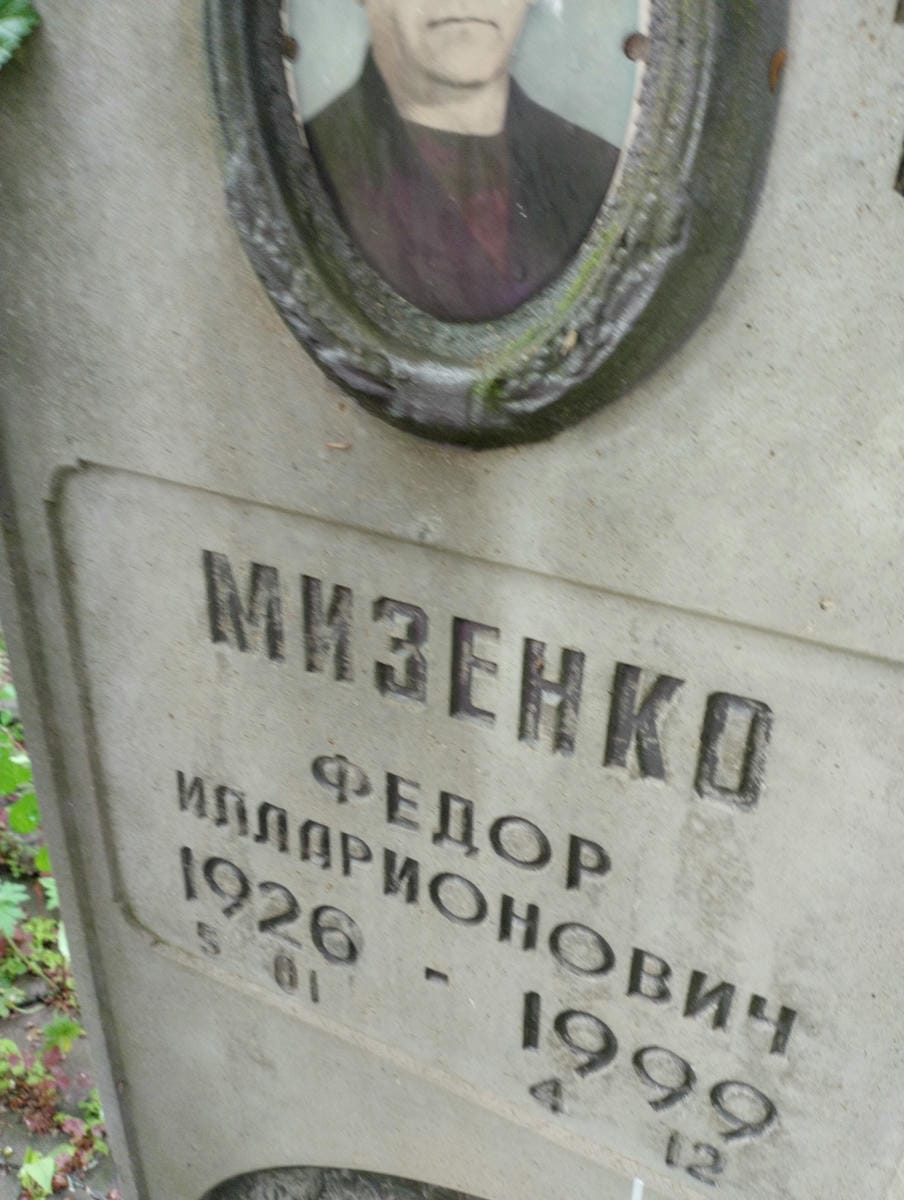 МИЗЕНКО
ФЕДОР
ИЛЛАРИОНОВИЧ
1926 - 1999
5 01 4 12